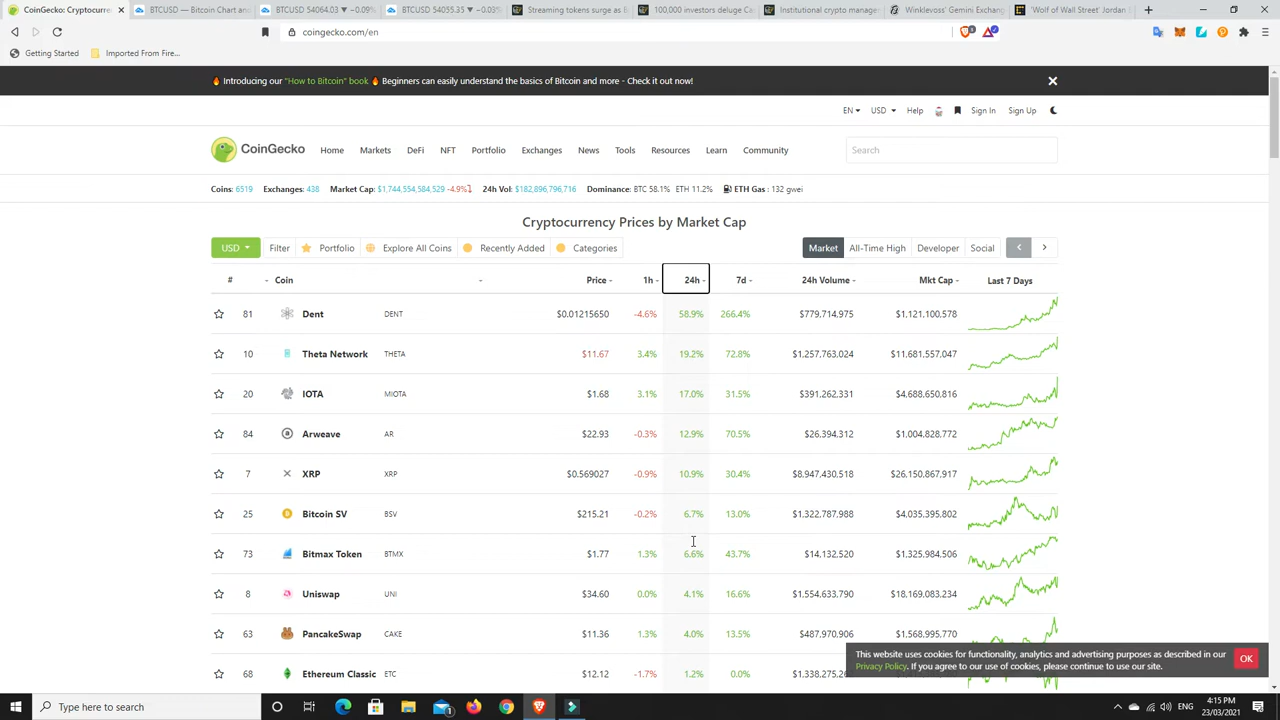 CoinGecko: Cryptocurrenc
BTCUSD — Bitcoin Chart and
BTCUSD 54064.03 ▼ −0.09%
BTCUSD 54055.35 ▼ −0.03%
Streaming tokens surge as B
100,000 investors deluge Ca
Institutional crypto manage
Winklevoss' Gemini Exchang
'Wolf of Wall Street' Jordan
coingecko.com/en
Getting Started
Imported From Fire...
Introducing our "How to Bitcoin" book Beginners can easily understand the basics of Bitcoin and more - Check it out now!
EN USD Help Sign In Sign Up
CoinGecko Home Markets DeFi NFT Portfolio Exchanges News Tools Resources Learn Community Search
Coins: 6519 Exchanges: 438 Market Cap: $1,744,554,584,529 -4.9% 24h Vol: $182,896,796,716 Dominance: BTC 58.1% ETH 11.2% ETH Gas: 132 gwei
Cryptocurrency Prices by Market Cap
USD Filter Portfolio Explore All Coins Recently Added Categories Market All-Time High Developer Social
# Coin Price 1h 24h 7d 24h Volume Mkt Cap Last 7 Days
81 Dent DENT $0.01215650 -4.6% 58.9% 266.4% $779,714,975 $1,121,100,578
10 Theta Network THETA $11.67 3.4% 19.2% 72.8% $1,257,763,024 $11,681,557,047
20 IOTA MIOTA $1.68 3.1% 17.0% 31.5% $391,262,331 $4,688,650,816
84 Arweave AR $22.93 -0.3% 12.9% 70.5% $26,394,312 $1,004,828,772
7 XRP XRP $0.569027 -0.9% 10.9% 30.4% $8,947,430,518 $26,150,867,917
25 Bitcoin SV BSV $215.21 -0.2% 6.7% 13.0% $1,322,787,988 $4,035,395,802
73 Bitmax Token BTMX $1.77 1.3% 6.6% 43.7% $14,132,520 $1,325,984,506
8 Uniswap UNI $34.60 0.0% 4.1% 16.6% $1,554,633,790 $18,169,083,234
63 PancakeSwap CAKE $11.36 1.3% 4.0% 13.5% $487,970,906 $1,568,995,770
68 Ethereum Classic ETC $12.12 -1.7% 1.2% 0.0%
This website uses cookies for functionality, analytics and advertising purposes as described in our
Privacy Policy. If you agree to our use of cookies, please continue to use our site.
OK
Type here to search
ENG
4:15 PM
23/03/2021